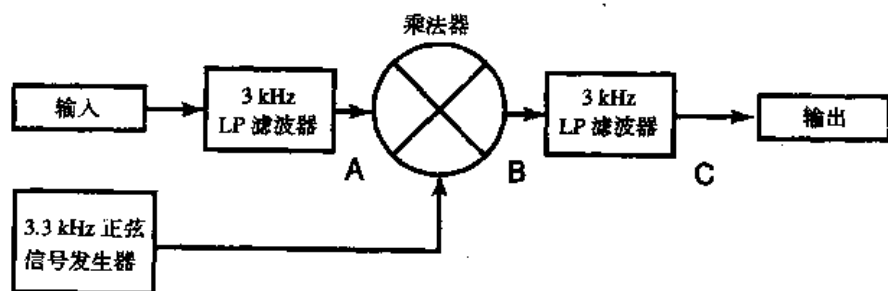 乘法器
输入
3 kHz
LP 滤波器
A
B
3 kHz
LP 滤波器
C
输出
3.3 kHz 正弦
信号发生器